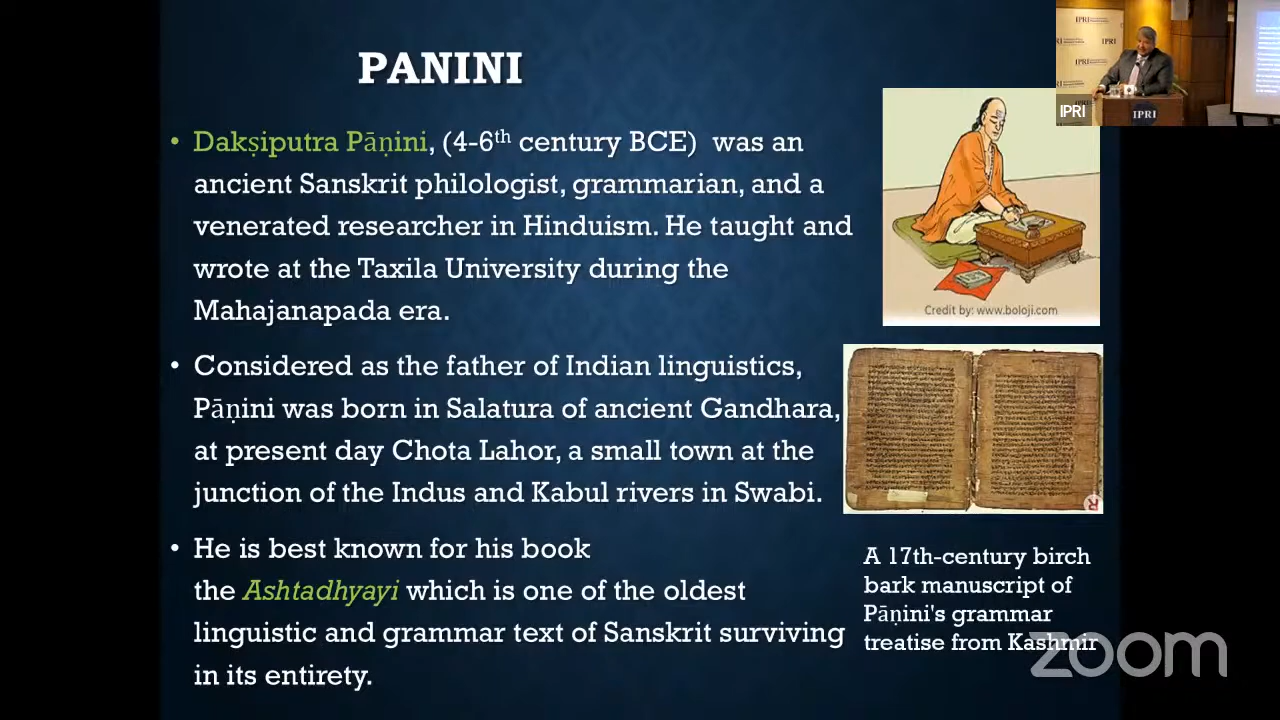 PANINI
• Dakṣiputra Pāṇini, (4-6th century BCE) was an
ancient Sanskrit philologist, grammarian, and a
venerated researcher in Hinduism. He taught and
wrote at the Taxila University during the
Mahajanapada era.
• Considered as the father of Indian linguistics,
Pāṇini was born in Salatura of ancient Gandhara,
at present day Chota Lahor, a small town at the
junction of the Indus and Kabul rivers in Swabi.
• He is best known for his book
the Ashtadhyayi which is one of the oldest
linguistic and grammar text of Sanskrit surviving
in its entirety.
IPRI
IPRI
IPRI
IPRI
IPRI
Credit by: www.boloji.com
A 17th-century birch
bark manuscript of
Pāṇini's grammar
treatise from Kashmir
zoom